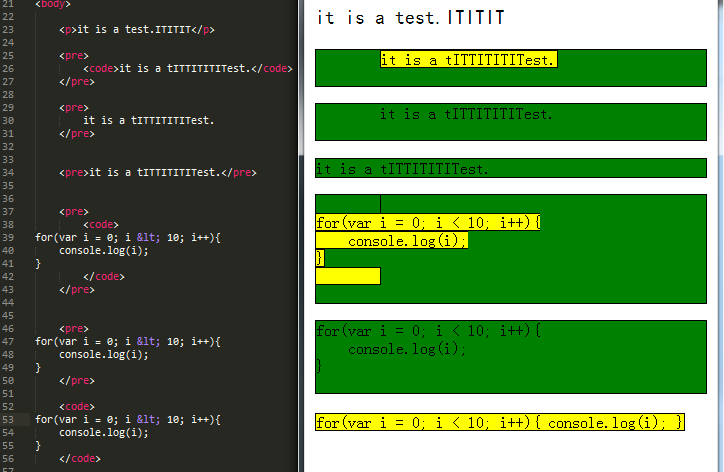 21 <body>
22
23     <p>it is a test.ITITIT</p>
24
25     <pre>
26         <code>it is a tITTITITITest.</code>
27     </pre>
28
29     <pre>
30         it is a tITTITITITest.
31     </pre>
32
33
34     <pre>it is a tITTITITITest.</pre>
35
36
37     <pre>
38         <code>
39 for(var i = 0; i &lt; 10; i++){
40     console.log(i);
41 }
42         </code>
43     </pre>
44
45
46     <pre>
47 for(var i = 0; i &lt; 10; i++){
48     console.log(i);
49 }
50     </pre>
51
52     <code>
53 for(var i = 0; i &lt; 10; i++){
54     console.log(i);
55 }
56     </code>
it is a test.ITITIT
it is a tITTITITITest.
it is a tITTITITITest.
it is a tITTITITITest.
for(var i = 0; i < 10; i++){
    console.log(i);
}
for(var i = 0; i < 10; i++){
    console.log(i);
}
for(var i = 0; i < 10; i++){ console.log(i); }